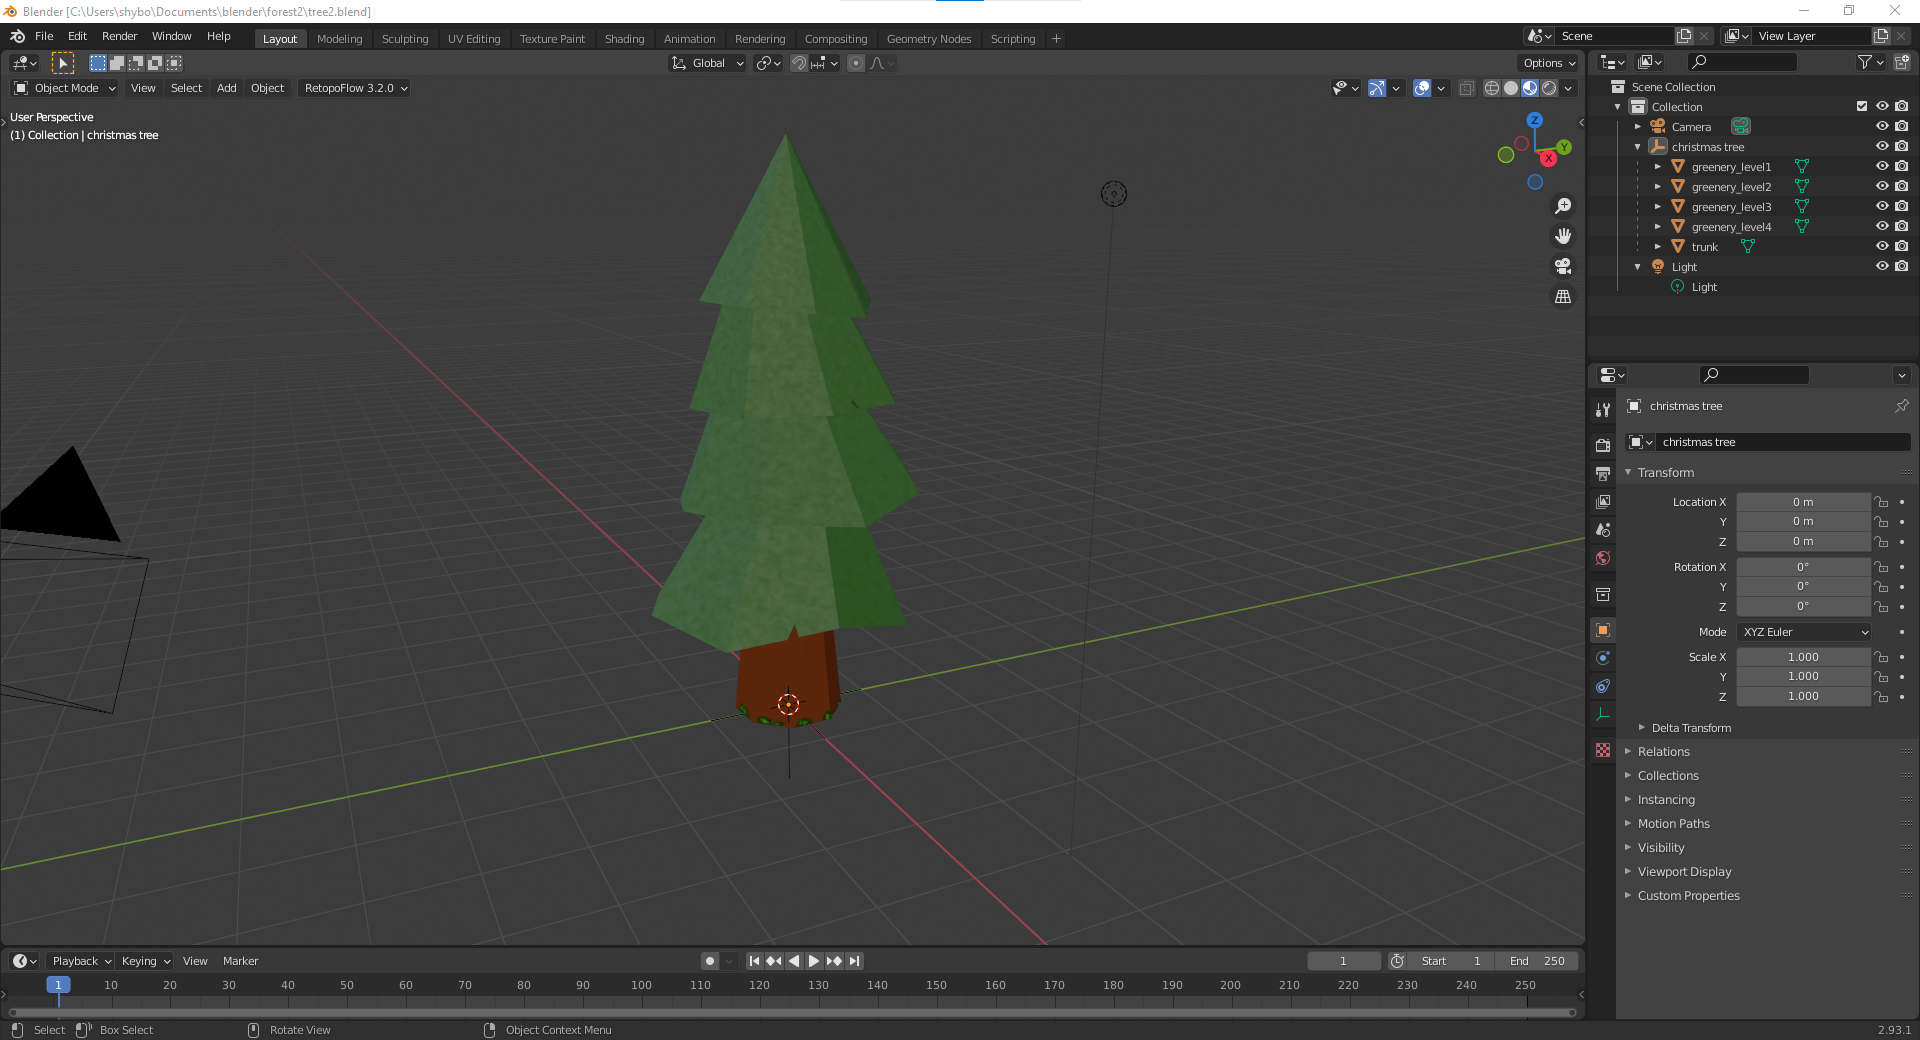 Blender [C:\Users\shybo\Documents\blender\forest2\tree2.blend]
File Edit Render Window Help Layout Modeling Sculpting UV Editing Texture Paint Shading Animation Rendering Compositing Geometry Nodes Scripting + Scene View Layer
Global Options
Object Mode View Select Add Object RetopoFlow 3.2.0
User Perspective
(1) Collection | christmas tree
Z
Y
X
Scene Collection
Collection
Camera
christmas tree
greenery_level1
greenery_level2
greenery_level3
greenery_level4
trunk
Light
Light
christmas tree
christmas tree
Transform
Location X 0 m
Y 0 m
Z 0 m
Rotation X 0°
Y 0°
Z 0°
Mode XYZ Euler
Scale X 1.000
Y 1.000
Z 1.000
Delta Transform
Relations
Collections
Instancing
Motion Paths
Visibility
Viewport Display
Custom Properties
Playback Keying View Marker 1 Start 1 End 250
1 10 20 30 40 50 60 70 80 90 100 110 120 130 140 150 160 170 180 190 200 210 220 230 240 250
Select Box Select Rotate View Object Context Menu 2.93.1